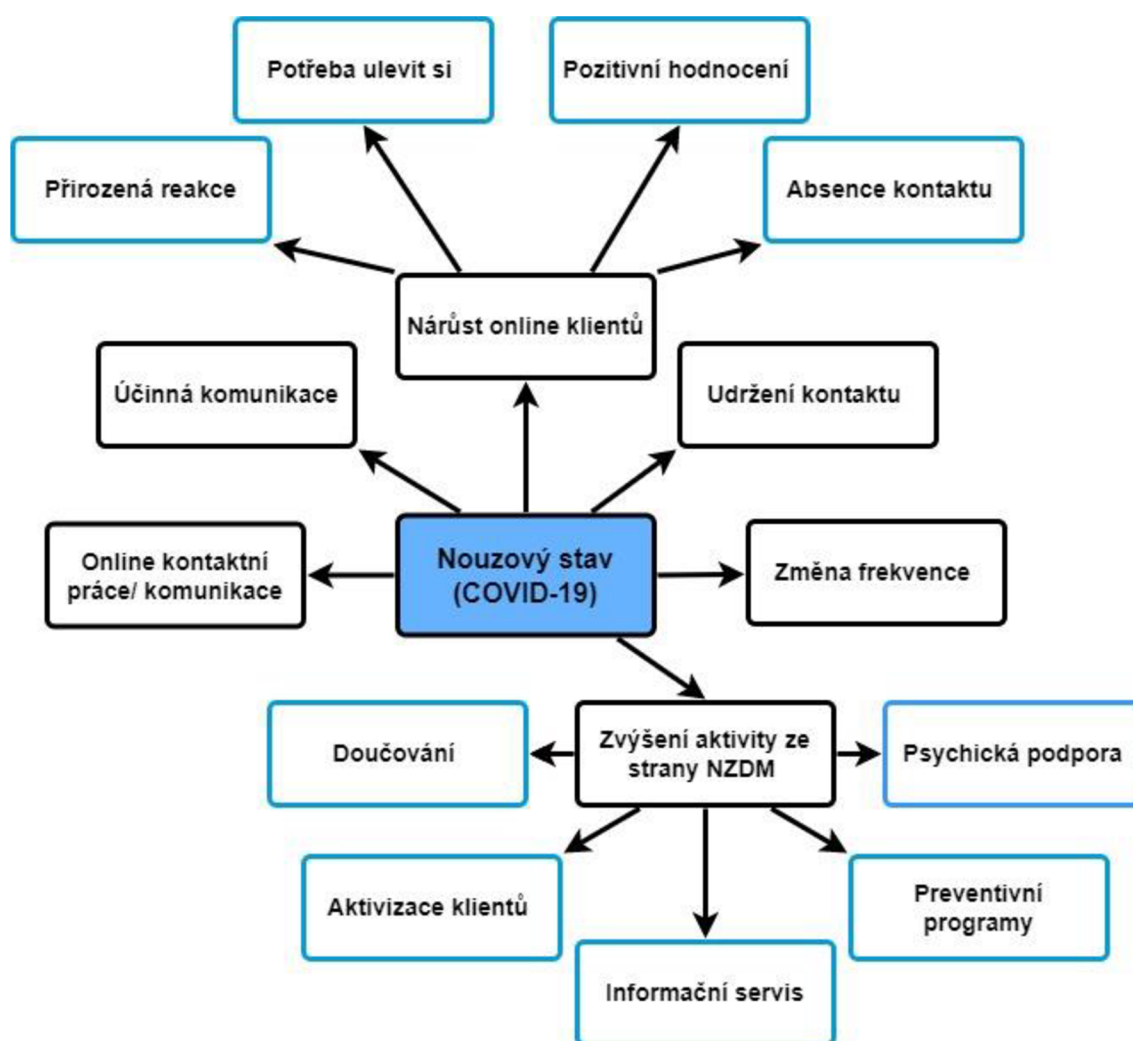 Potřeba ulevit si
Pozitivní hodnocení
Přirozená reakce
Absence kontaktu
Nárůst online klientů
Účinná komunikace
Udržení kontaktu
Online kontaktní
práce/ komunikace
Nouzový stav
(COVID-19)
Změna frekvence
Doučování
Zvýšení aktivity ze
strany NZDM
Psychická podpora
Aktivizace klientů
Preventivní
programy
Informační servis